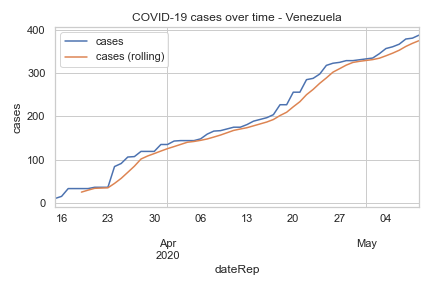 COVID-19 cases over time - Venezuela
cases
cases (rolling)
400
300
200
100
0
cases
16 23 30 06 13 20 27 04
Apr May
2020
dateRep